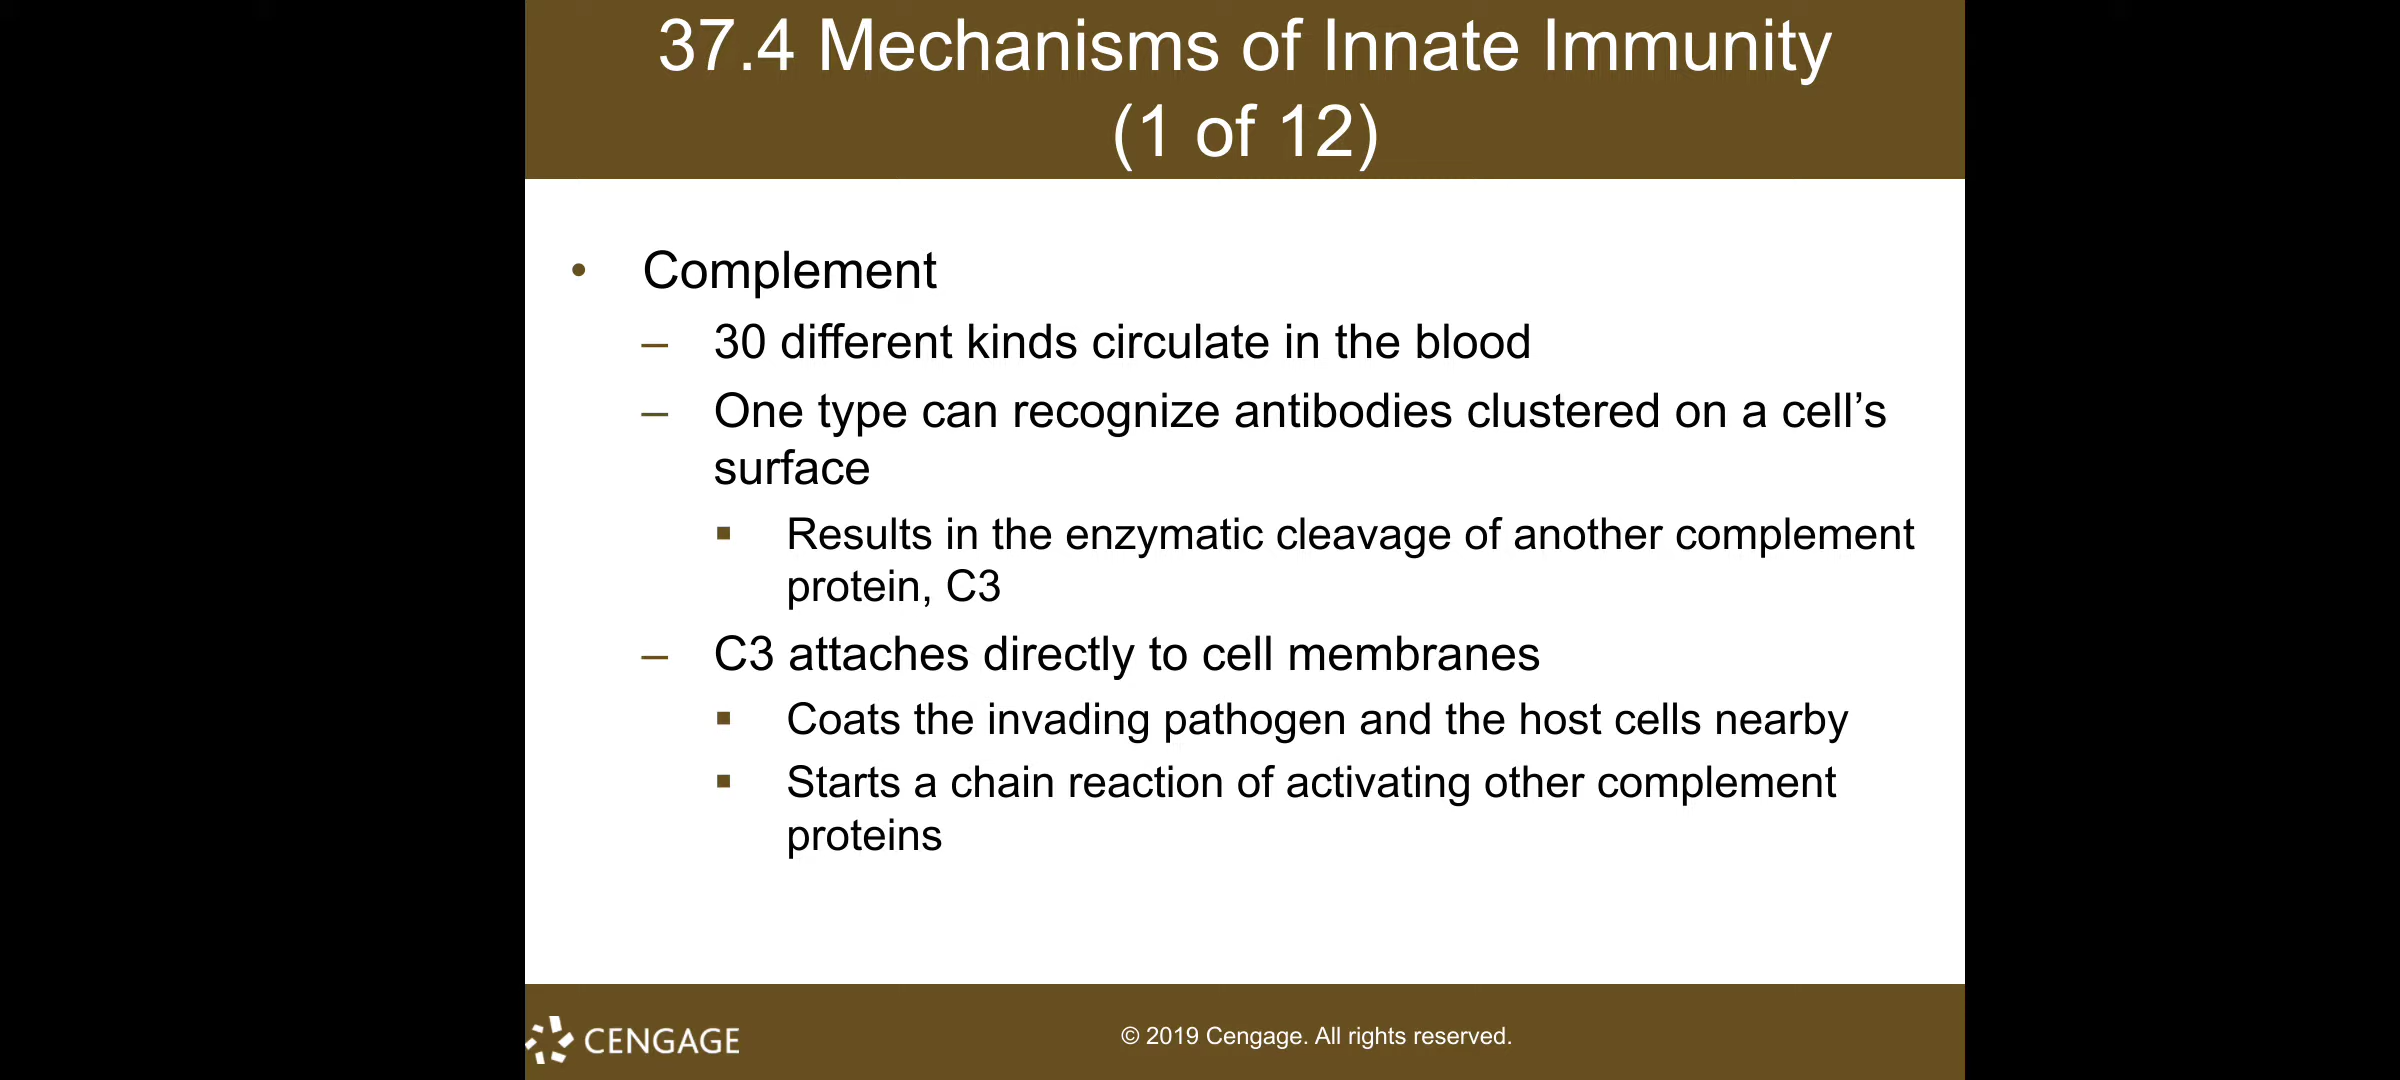 37.4 Mechanisms of Innate Immunity
(1 of 12)
• Complement
– 30 different kinds circulate in the blood
– One type can recognize antibodies clustered on a cell’s
surface
▪ Results in the enzymatic cleavage of another complement
protein, C3
– C3 attaches directly to cell membranes
▪ Coats the invading pathogen and the host cells nearby
▪ Starts a chain reaction of activating other complement
proteins
CENGAGE
© 2019 Cengage. All rights reserved.